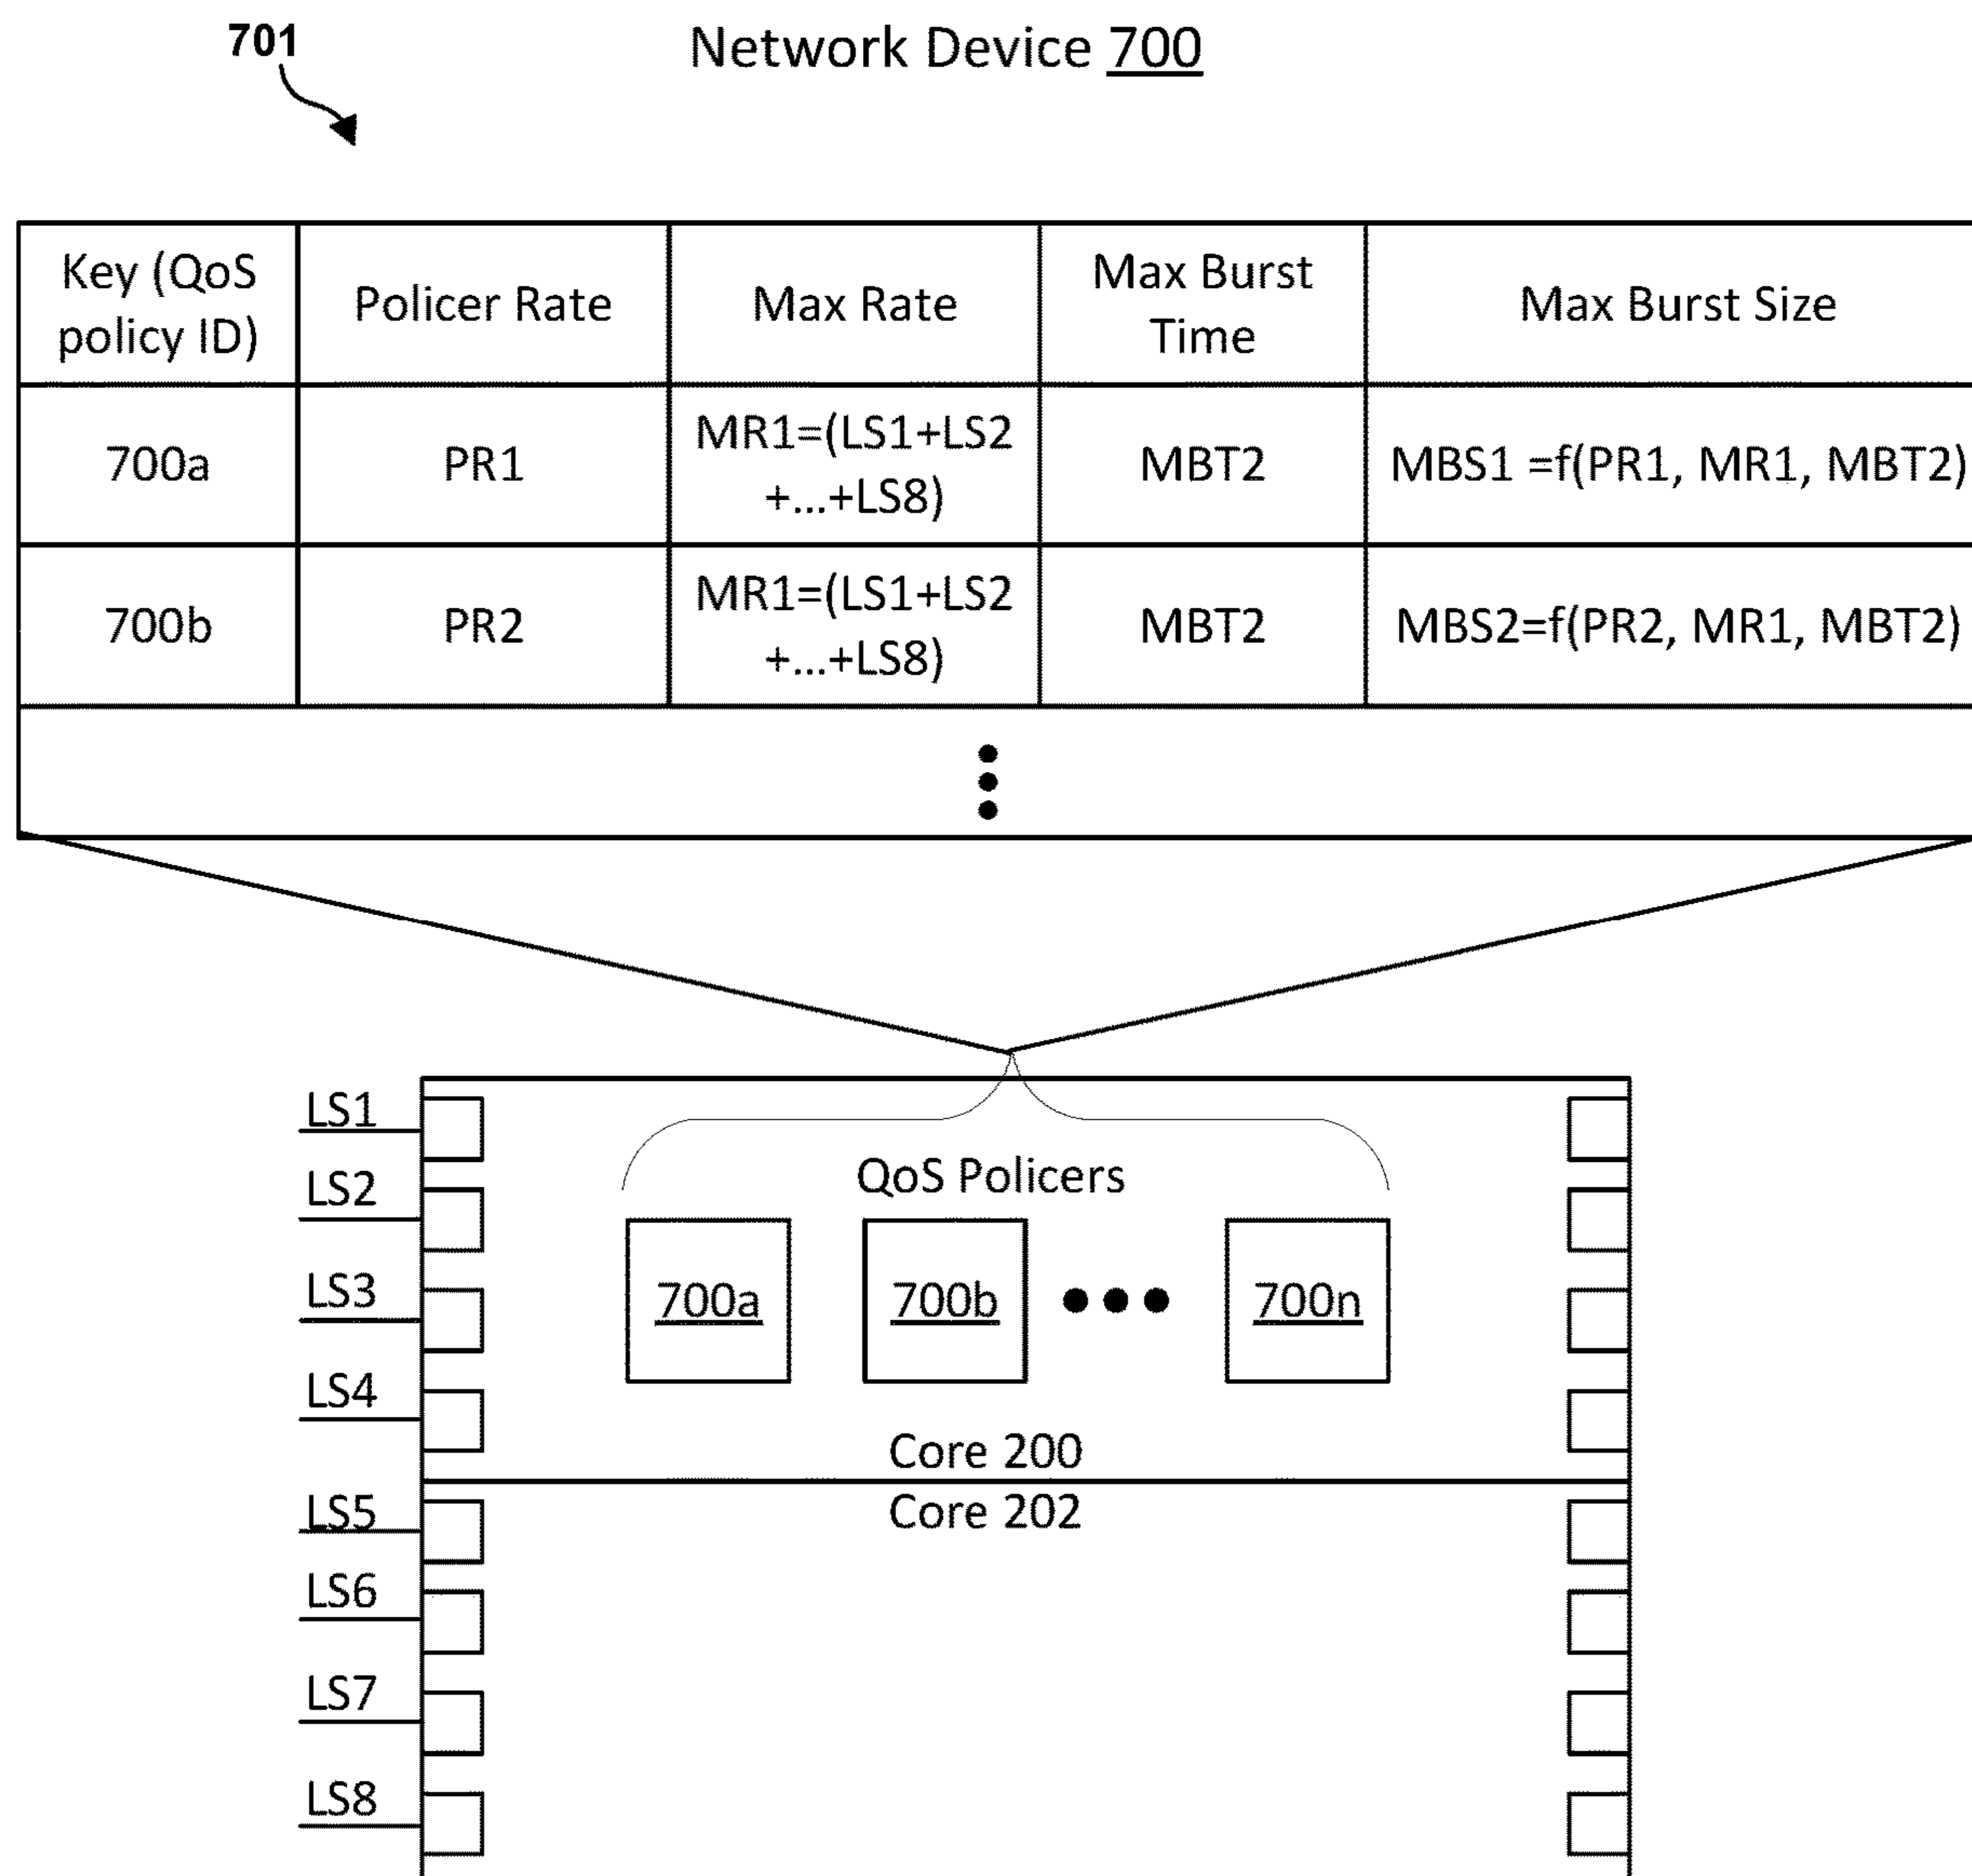 701
Network Device 700
Key (QoS
policy ID)
Policer Rate
Max Rate
Max Burst
Time
Max Burst Size
700a
PR1
MR1=(LS1+LS2
+...+LS8)
MBT2
MBS1 =f(PR1, MR1, MBT2)
700b
PR2
MR1=(LS1+LS2
+...+LS8)
MBT2
MBS2=f(PR2, MR1, MBT2)
LS1
LS2
LS3
LS4
QoS Policers
700a
700b
700n
Core 200
Core 202
LS5
LS6
LS7
LS8